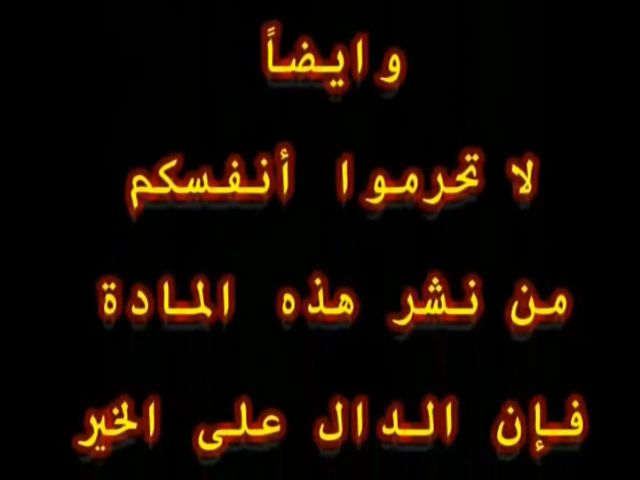 وايضاً
لا تحرموا أنفسكم
من نشر هذه المادة
فإن الدال على الخير